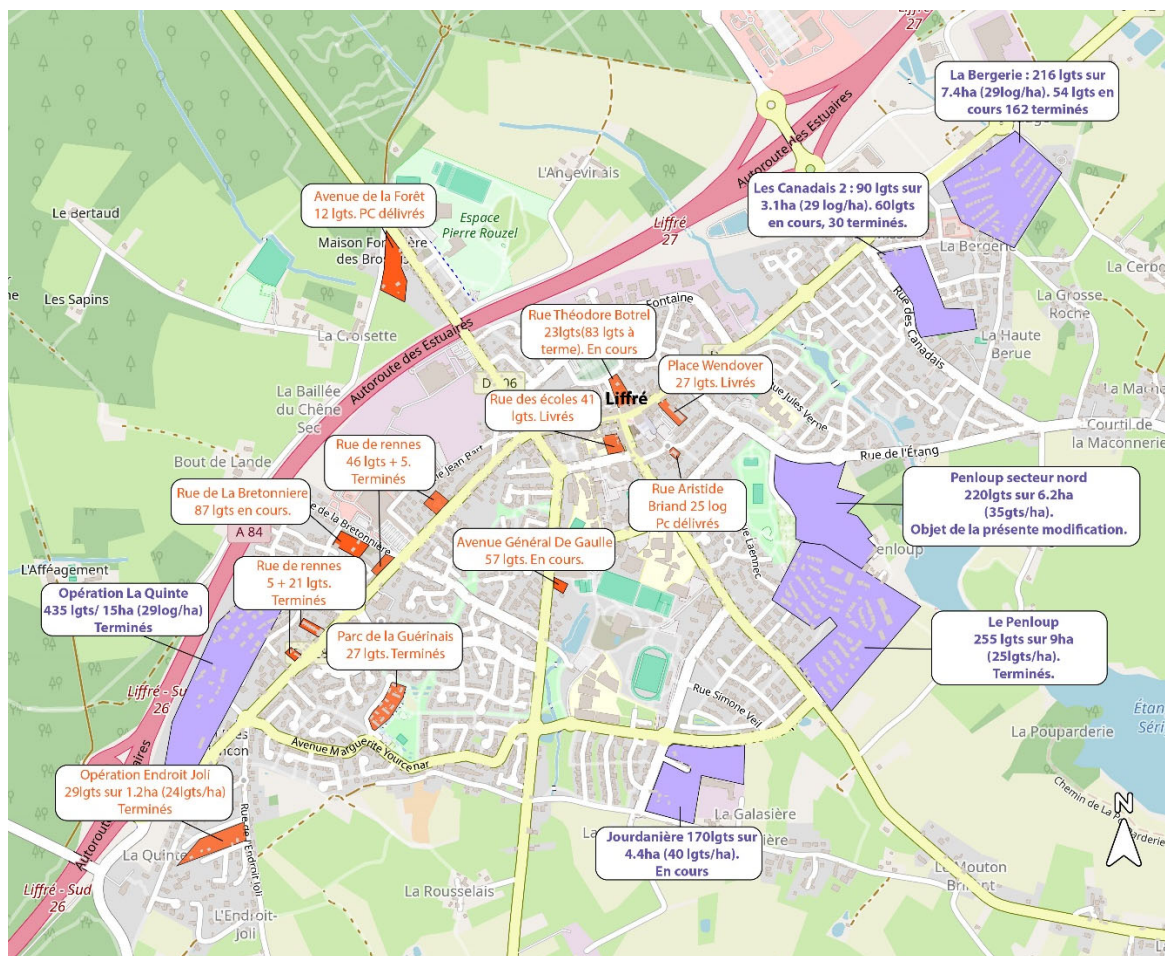 Liffré
27
La Bergerie : 216 lgts sur
7.4ha (29log/ha). 54 lgts en
cours 162 terminés
Autoroute des Estuaires
L'Angevinais
Avenue de la Forêt
12 lgts. PC délivrés
Espace
Pierre Rouzel
Les Canadais 2 : 90 lgts sur
3.1ha (29 log/ha). 60lgts
en cours, 30 terminés.
Le Bertaud
Liffré
27
La Bergerie
Les Sapins
La Croisette
Rue des Canadais
La Grosse
Roche
La Haute
Berue
Fontaine
Rue Théodore Botrel
23lgts(83 lgts à
terme). En cours
Autoroute des Estuaires
Place Wendover
27 lgts. Livrés
La Baillée
du Chêne
Sec
Liffré
Rue des écoles 41
lgts. Livrés
Rue Jules Verne
Courtil de
la Maconnerie
Bout de Lande
Rue de rennes
46 lgts + 5.
Terminés
Rue de l'Étang
Rue de La Bretonniere
87 lgts en cours.
Rue Aristide
Briand 25 log
Pc délivrés
Penloup secteur nord
220lgts sur 6.2ha
(35gts/ha).
Objet de la présente modification.
A 84
Avenue Général De Gaulle
57 lgts. En cours.
L'Afféagement
Rue de rennes
5 + 21 lgts.
Terminés
Opération La Quinte
435 lgts/ 15ha (29log/ha)
Terminés
Parc de la Guérinais
27 lgts. Terminés
Le Penloup
255 lgts sur 9ha
(25lgts/ha).
Terminés.
Rue Simone Veil
Liffré - Sud
26
La Pouparderie
Avenue Marguerite Yourcenar
Opération Endroit Joli
29lgts sur 1.2ha (24lgts/ha)
Terminés
N
La Galasière
Rue de l'Endroit Joli
Jourdanière 170lgts sur
4.4ha (40 lgts/ha).
En cours
La Quinte
La Rousselais
Liffré - Sud
26
L'Endroit-
Joli